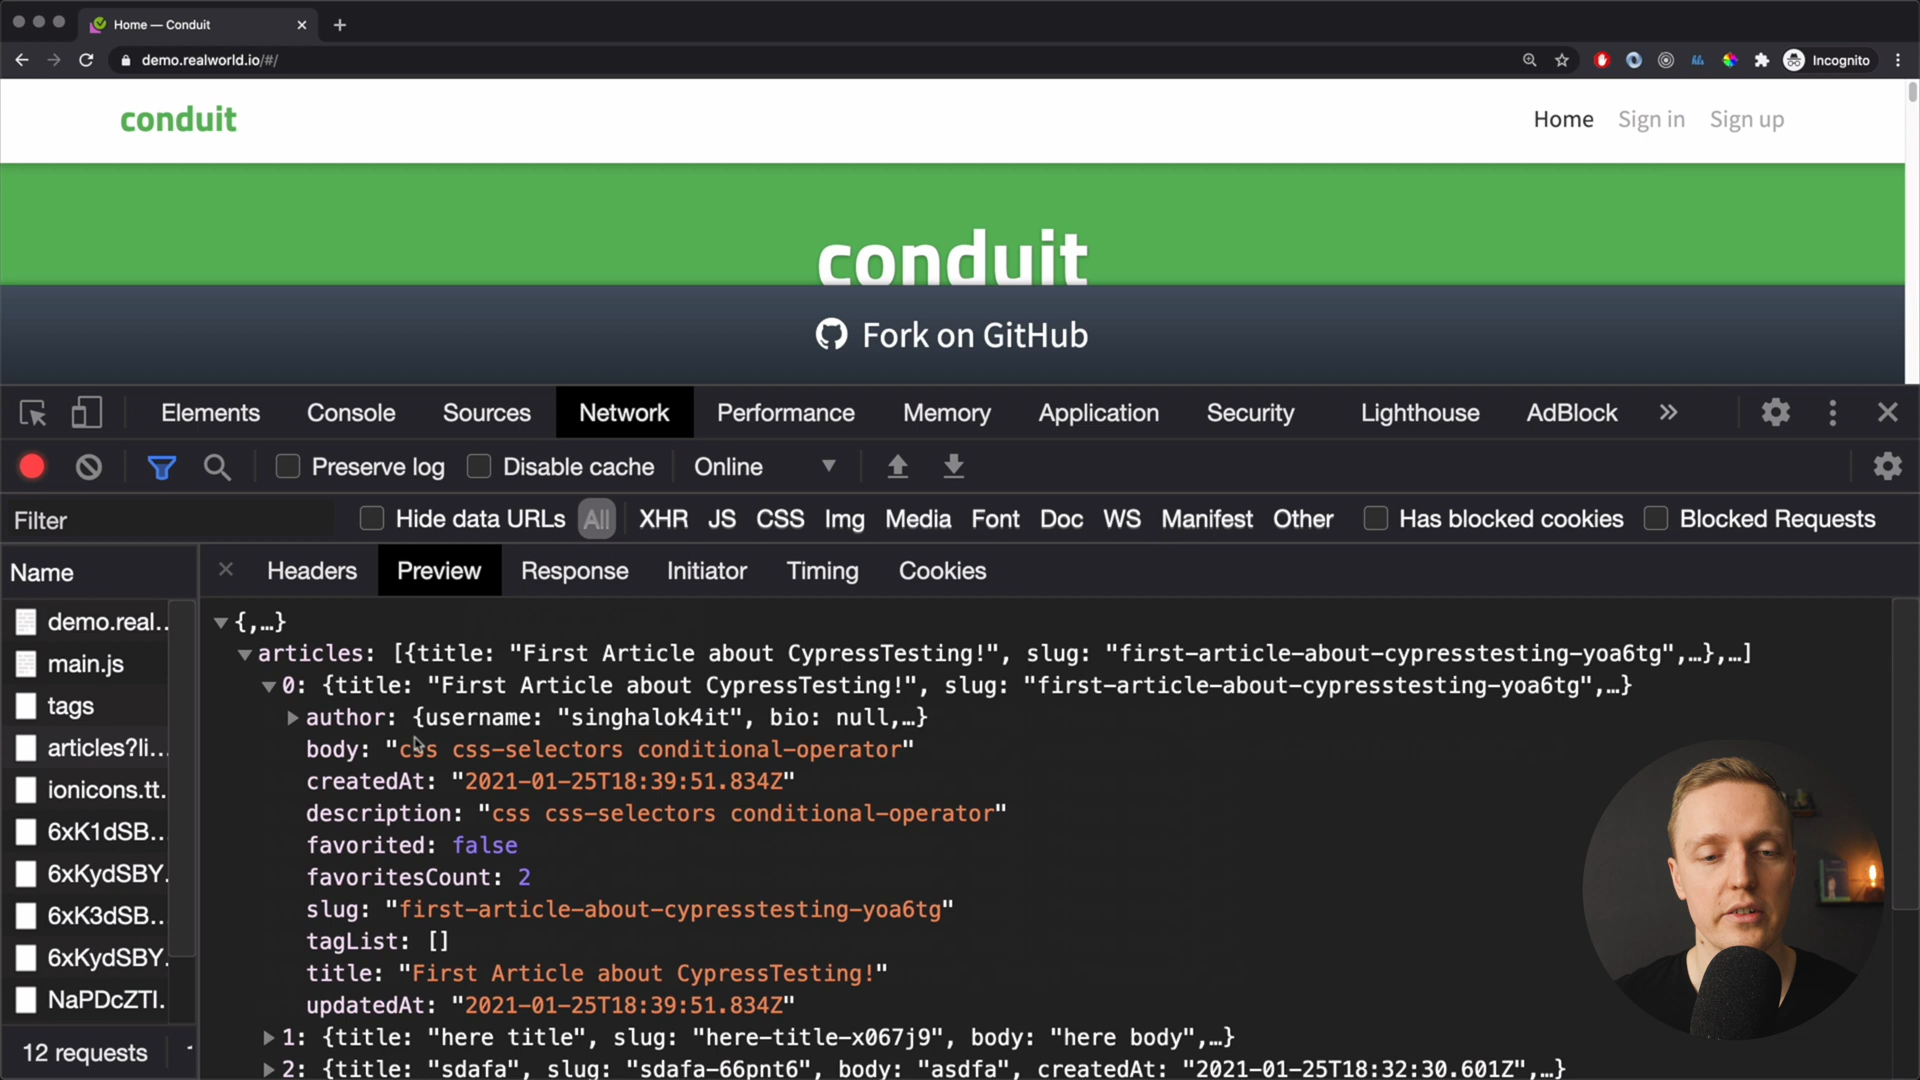 Home — Conduit
demo.realworld.io/#/
Incognito
conduit
Home Sign in Sign up
conduit
Fork on GitHub
Elements Console Sources Network Performance Memory Application Security Lighthouse AdBlock
Preserve log Disable cache Online
Filter Hide data URLs All XHR JS CSS Img Media Font Doc WS Manifest Other Has blocked cookies Blocked Requests
Name
Headers Preview Response Initiator Timing Cookies
demo.real...
main.js
tags
articles?li...
ionicons.tt...
6xK1dSB...
6xKydSBY...
6xK3dSB...
6xKydSBY...
NaPDcZTI...
12 requests
{,…}
articles: [{title: "First Article about CypressTesting!", slug: "first-article-about-cypresstesting-yoa6tg",…},…]
0: {title: "First Article about CypressTesting!", slug: "first-article-about-cypresstesting-yoa6tg",…}
author: {username: "singhalok4it", bio: null,…}
body: "css css-selectors conditional-operator"
createdAt: "2021-01-25T18:39:51.834Z"
description: "css css-selectors conditional-operator"
favorited: false
favoritesCount: 2
slug: "first-article-about-cypresstesting-yoa6tg"
tagList: []
title: "First Article about CypressTesting!"
updatedAt: "2021-01-25T18:39:51.834Z"
1: {title: "here title", slug: "here-title-x067j9", body: "here body",…}
2: {title: "sdafa", slug: "sdafa-66pnt6", body: "asdfa", createdAt: "2021-01-25T18:32:30.601Z",…}